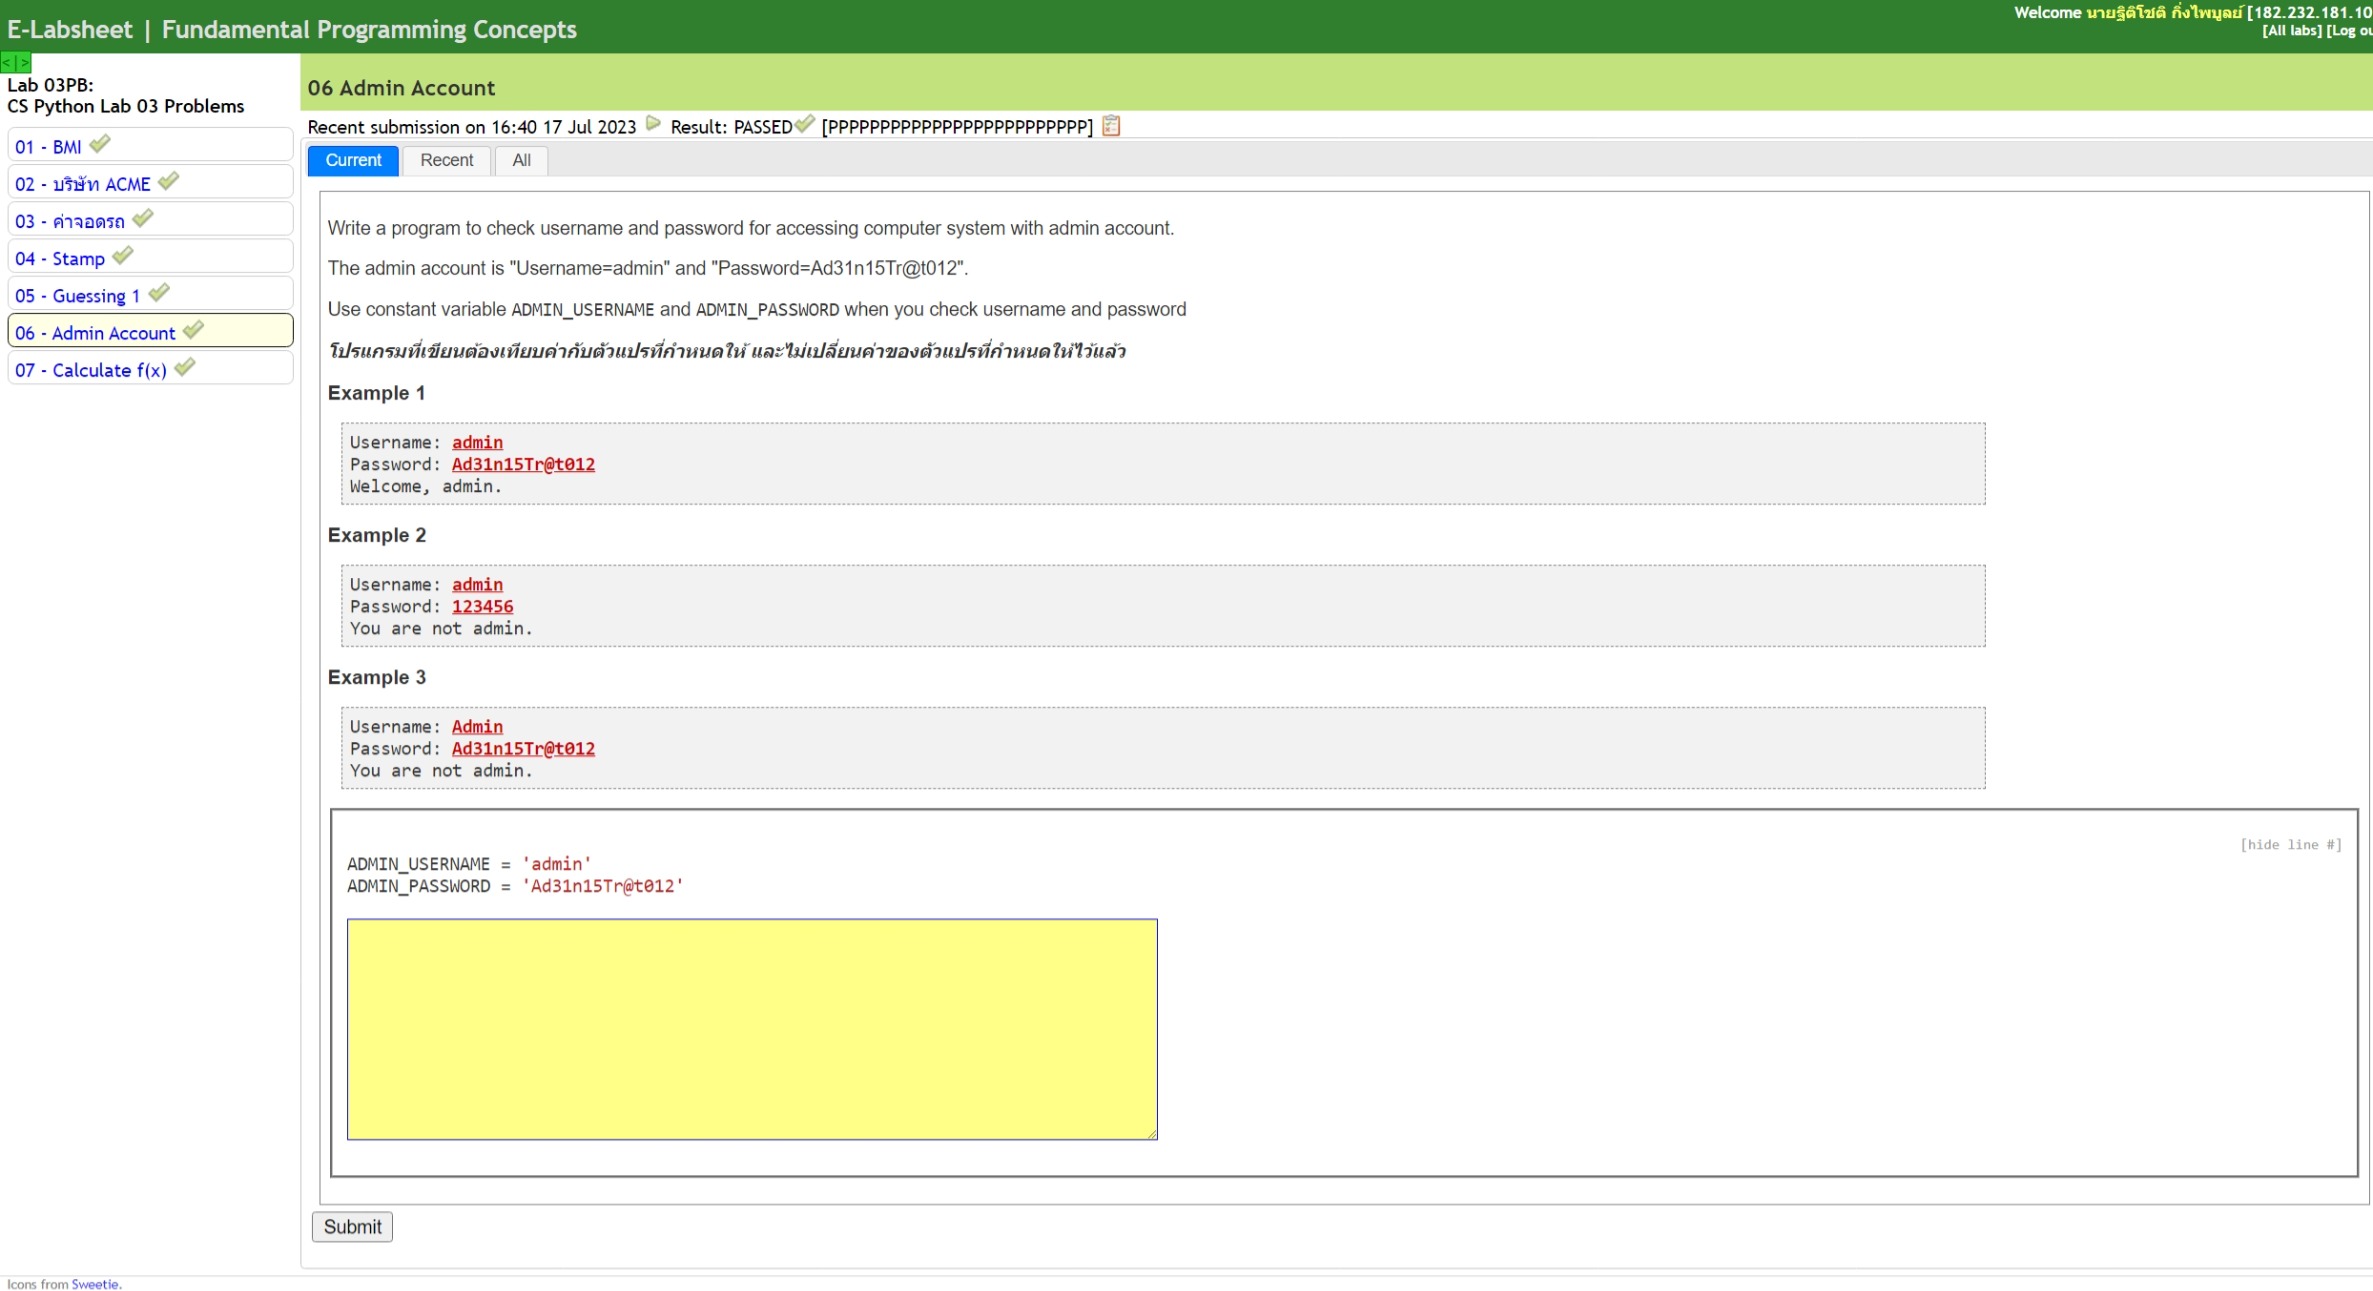 E-Labsheet | Fundamental Programming Concepts
Welcome นายฐิติโชติ กิ่งไพบูลย์ [182.232.181.10
[All labs] [Log ou
<|>
Lab 03PB:
CS Python Lab 03 Problems
01 - BMI
02 - บริษัท ACME
03 - ค่าจอดรถ
04 - Stamp
05 - Guessing 1
06 - Admin Account
07 - Calculate f(x)
06 Admin Account
Recent submission on 16:40 17 Jul 2023 Result: PASSED [PPPPPPPPPPPPPPPPPPPPPPPPP]
Current Recent All
Write a program to check username and password for accessing computer system with admin account.
The admin account is "Username=admin" and "Password=Ad31n15Tr@t012".
Use constant variable ADMIN_USERNAME and ADMIN_PASSWORD when you check username and password
โปรแกรมที่เขียนต้องเทียบค่ากับตัวแปรที่กำหนดให้ และไม่เปลี่ยนค่าของตัวแปรที่กำหนดให้ไว้แล้ว
Example 1
Username: admin
Password: Ad31n15Tr@t012
Welcome, admin.
Example 2
Username: admin
Password: 123456
You are not admin.
Example 3
Username: Admin
Password: Ad31n15Tr@t012
You are not admin.
[hide line #]
ADMIN_USERNAME = 'admin'
ADMIN_PASSWORD = 'Ad31n15Tr@t012'
Submit
Icons from Sweetie.